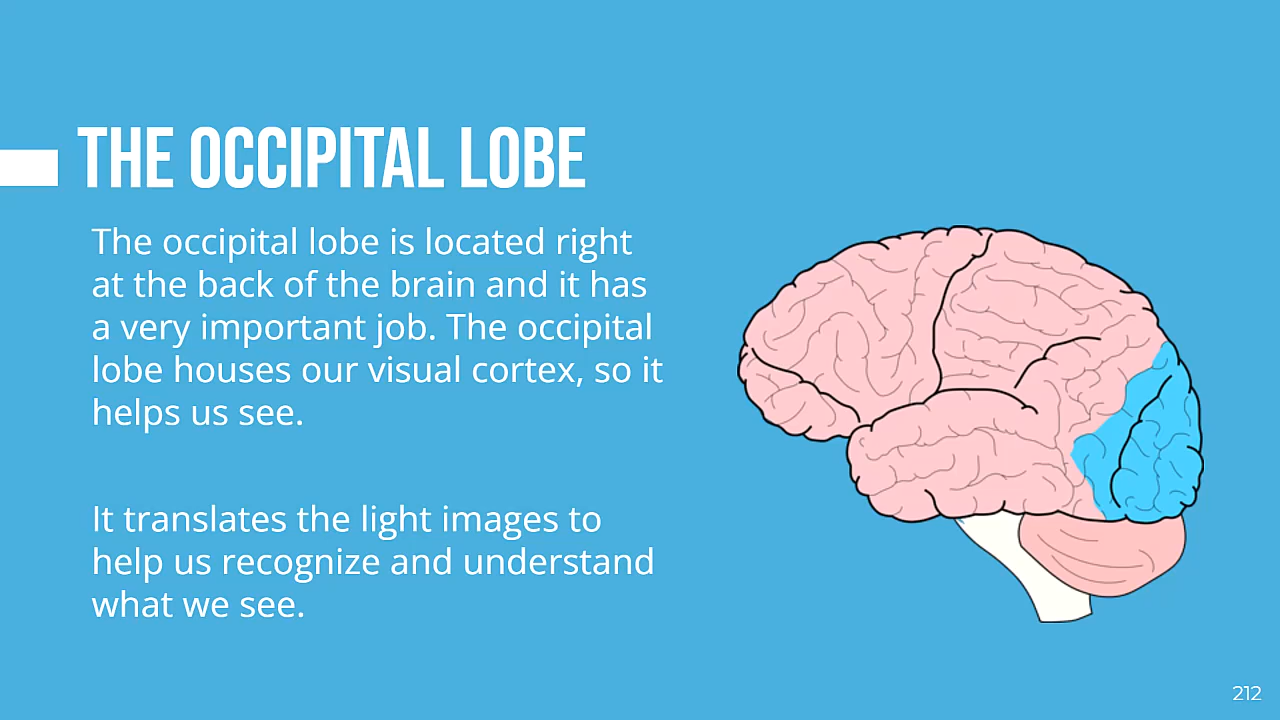 THE OCCIPITAL LOBE
The occipital lobe is located right
at the back of the brain and it has
a very important job. The occipital
lobe houses our visual cortex, so it
helps us see.
It translates the light images to
help us recognize and understand
what we see.
212